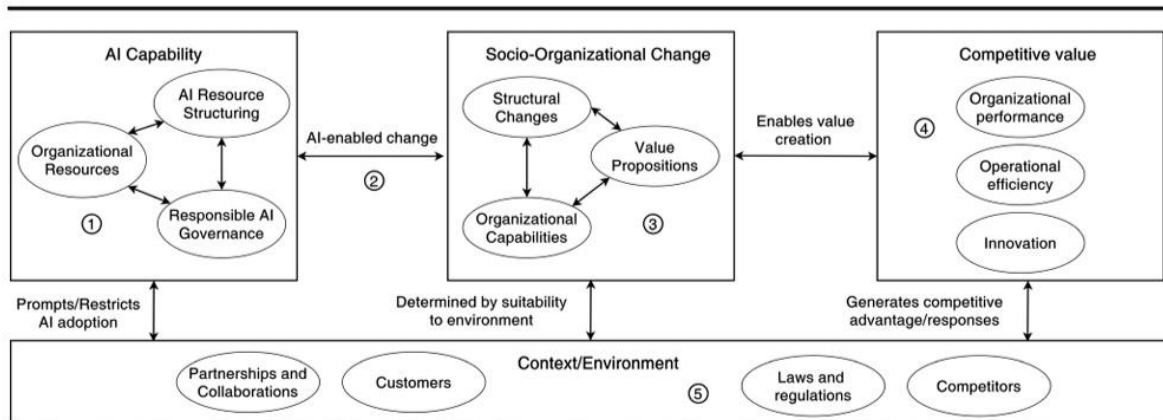 AI Capability
AI Resource
Structuring
Organizational
Resources
Responsible AI
Governance
1
AI-enabled change
2
Socio-Organizational Change
Structural
Changes
Value
Propositions
Organizational
Capabilities
3
Enables value
creation
Competitive value
Organizational
performance
4
Operational
efficiency
Innovation
Prompts/Restricts
AI adoption
Determined by suitability
to environment
Generates competitive
advantage/responses
Context/Environment
Partnerships and
Collaborations
Customers
5
Laws and
regulations
Competitors